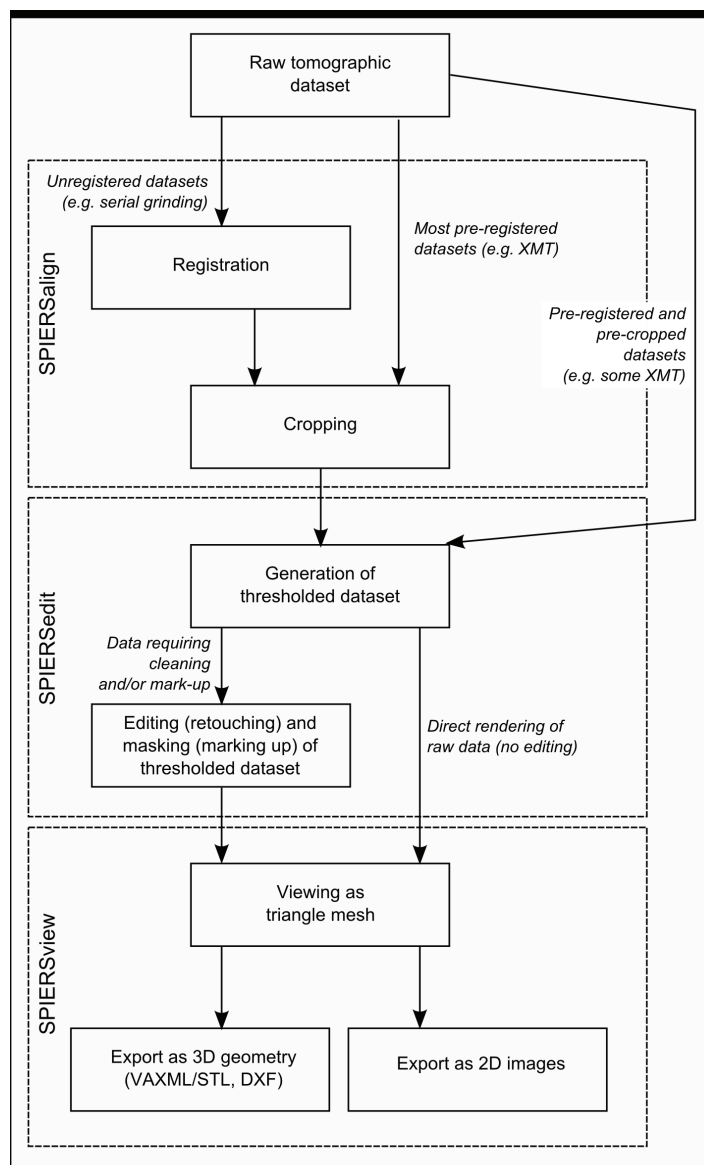 Raw tomographic
dataset
Unregistered datasets
(e.g. serial grinding)
Most pre-registered
datasets (e.g. XMT)
Registration
Pre-registered and
pre-cropped
datasets
(e.g. some XMT)
Cropping
SPIERSalign
Generation of
thresholded dataset
Data requiring
cleaning
and/or mark-up
Direct rendering of
raw data (no editing)
Editing (retouching) and
masking (marking up) of
thresholded dataset
SPIERSedit
Viewing as
triangle mesh
Export as 3D geometry
(VAXML/STL, DXF)
Export as 2D images
SPIERSview